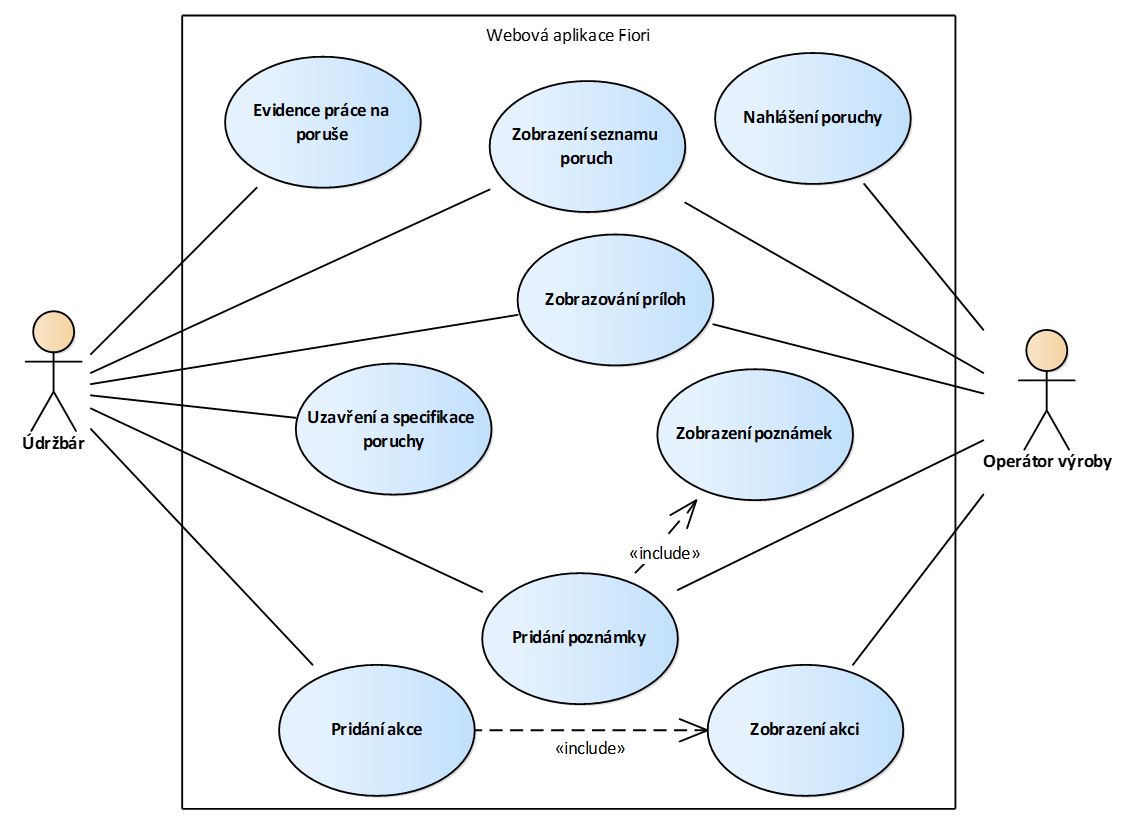 Webová aplikace Fiori
Evidence práce na
poruše
Zobrazení seznamu
poruch
Nahlášení poruchy
Zobrazování príloh
Uzavření a specifikace
poruchy
Zobrazení poznámek
Údržbár
Operátor výroby
«include»
Pridání poznámky
Pridání akce
«include»
Zobrazení akci